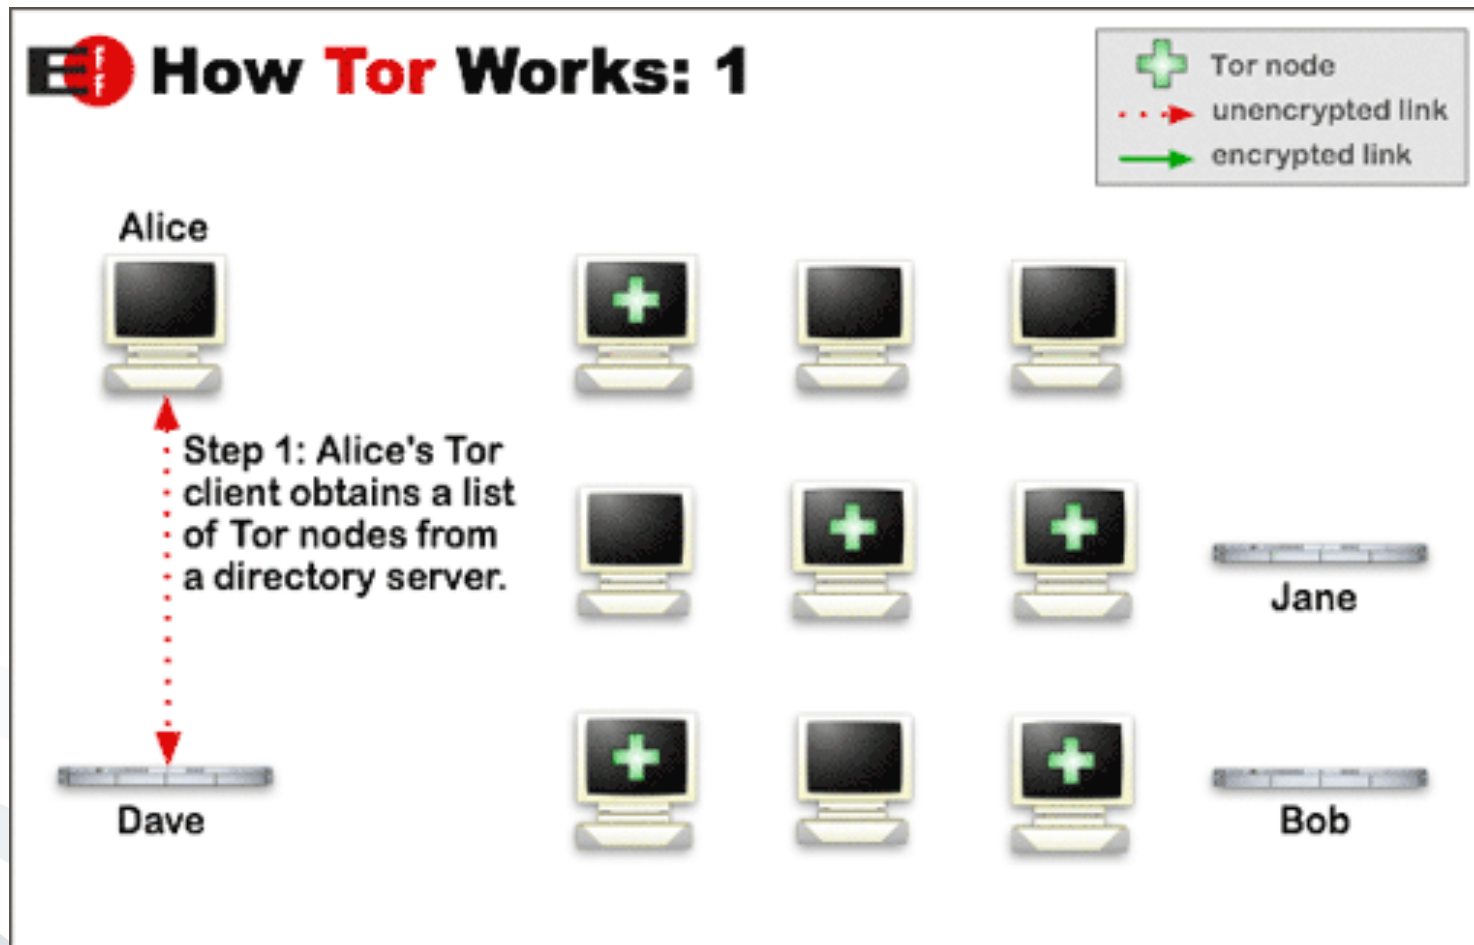 EFF How Tor Works: 1
Tor node
unencrypted link
encrypted link
Alice
Step 1: Alice's Tor
client obtains a list
of Tor nodes from
a directory server.
Jane
Dave
Bob